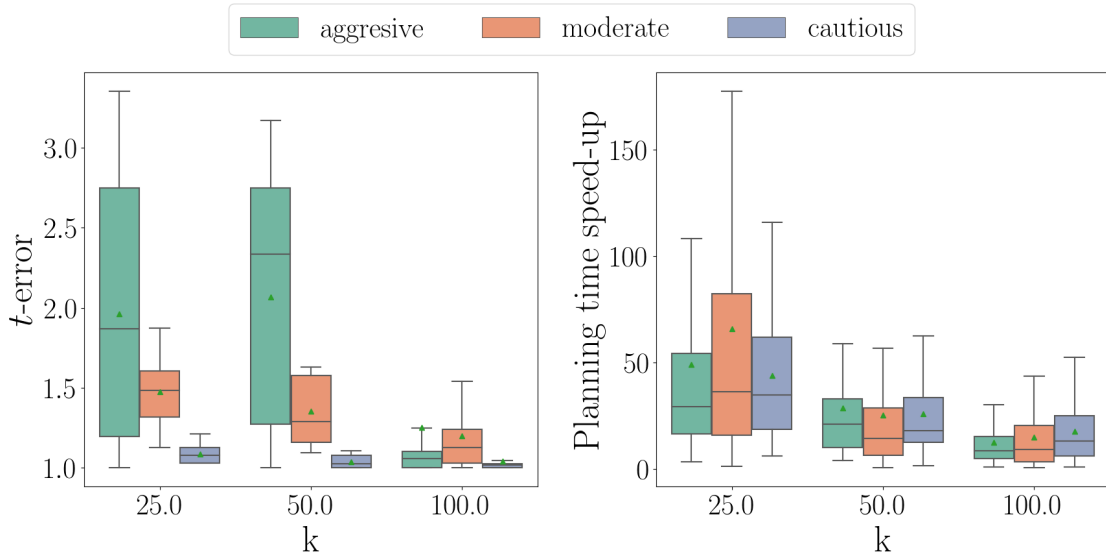 aggresive moderate cautious
t-error
3.0
2.5
2.0
1.5
1.0
25.0 50.0 100.0
k
Planning time speed-up
150
100
50
0
25.0 50.0 100.0
k